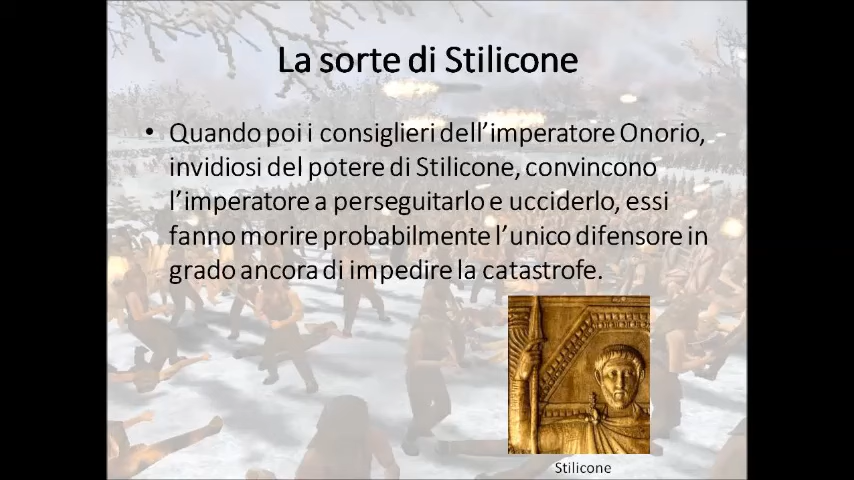 La sorte di Stilicone
• Quando poi i consiglieri dell’imperatore Onorio,
invidiosi del potere di Stilicone, convincono
l’imperatore a perseguitarlo e ucciderlo, essi
fanno morire probabilmente l’unico difensore in
grado ancora di impedire la catastrofe.
Stilicone